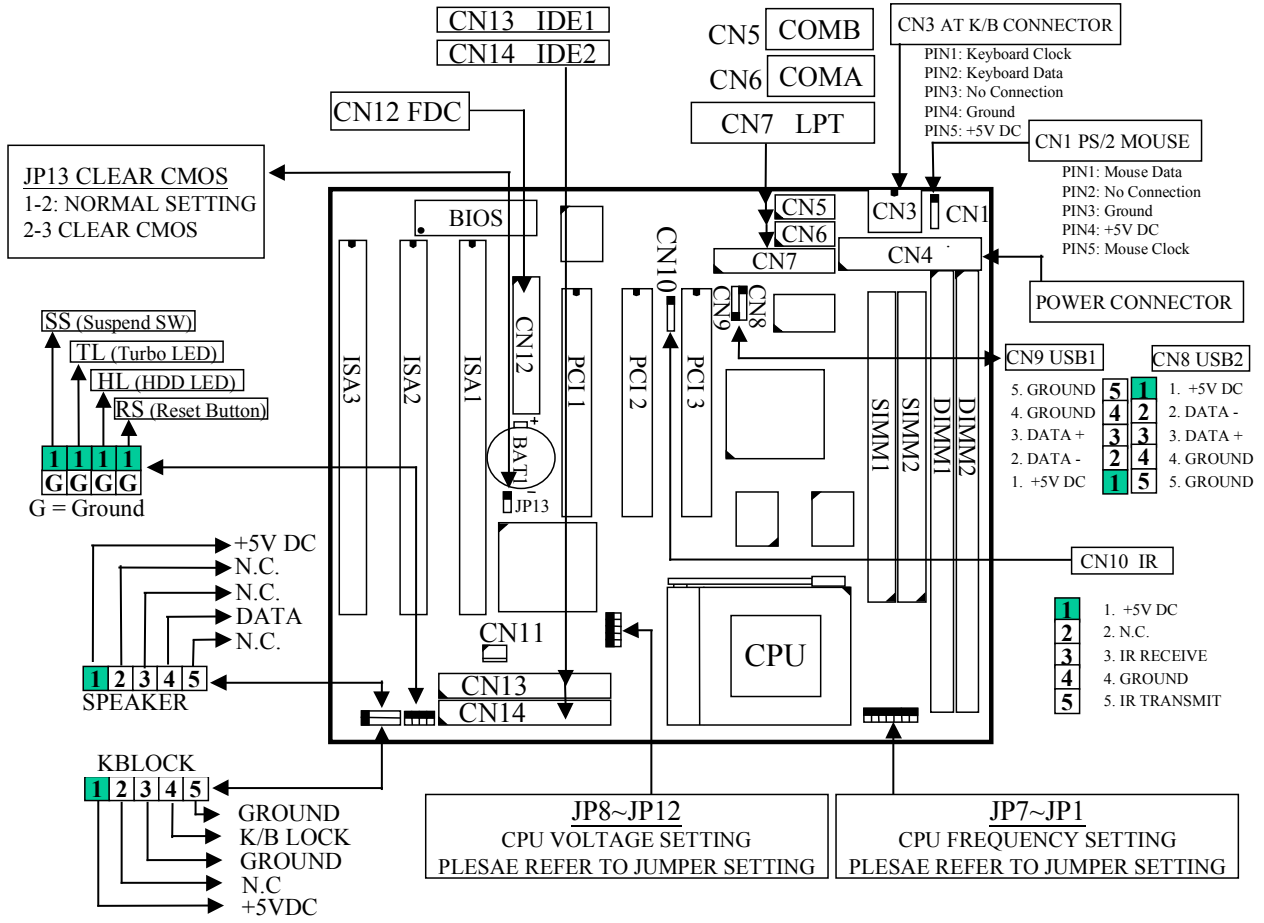 CN13 IDE1
CN14 IDE2
CN12 FDC
CN5 COMB
CN6 COMA
CN7 LPT
CN3 AT K/B CONNECTOR
PIN1: Keyboard Clock
PIN2: Keyboard Data
PIN3: No Connection
PIN4: Ground
PIN5: +5V DC
CN1 PS/2 MOUSE
PIN1: Mouse Data
PIN2: No Connection
PIN3: Ground
PIN4: +5V DC
PIN5: Mouse Clock
POWER CONNECTOR
JP13 CLEAR CMOS
1-2: NORMAL SETTING
2-3 CLEAR CMOS
SS (Suspend SW)
TL (Turbo LED)
HL (HDD LED)
RS (Reset Button)
1 1 1 1
G G G G
G = Ground
+5V DC
N.C.
N.C.
DATA
N.C.
1 2 3 4 5
SPEAKER
KBLOCK
1 2 3 4 5
GROUND
K/B LOCK
GROUND
N.C
+5VDC
BIOS
CN5
CN6
CN7
CN3
CN1
CN4
CN10
CN9
CN8
ISA3
ISA2
ISA1
CN12
PCI 1
PCI 2
PCI 3
+
BAT1
-
JP13
SIMM1
SIMM2
DIMM1
DIMM2
CN11
CN13
CN14
CPU
CN9 USB1
5. GROUND 5
4. GROUND 4
3. DATA + 3
2. DATA - 2
1. +5V DC 1
CN8 USB2
1 1. +5V DC
2 2. DATA -
3 3. DATA +
4 4. GROUND
5 5. GROUND
CN10 IR
1 1. +5V DC
2 2. N.C.
3 3. IR RECEIVE
4 4. GROUND
5 5. IR TRANSMIT
JP8~JP12
CPU VOLTAGE SETTING
PLESAE REFER TO JUMPER SETTING
JP7~JP1
CPU FREQUENCY SETTING
PLESAE REFER TO JUMPER SETTING